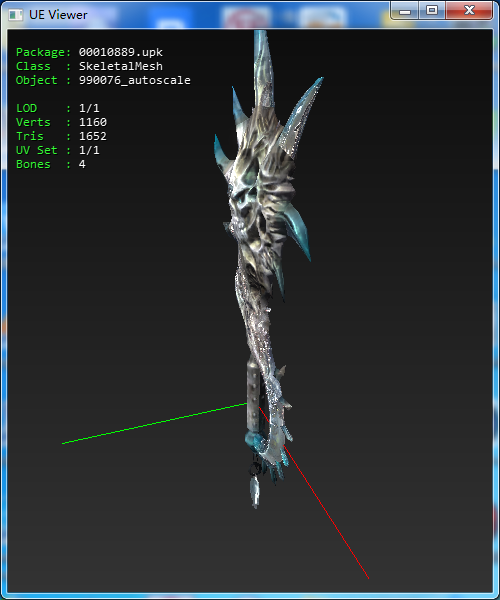 UE Viewer
Package: 00010889.upk
Class : SkeletalMesh
Object : 990076_autoscale
LOD : 1/1
Verts : 1160
Tris : 1652
UV Set : 1/1
Bones : 4